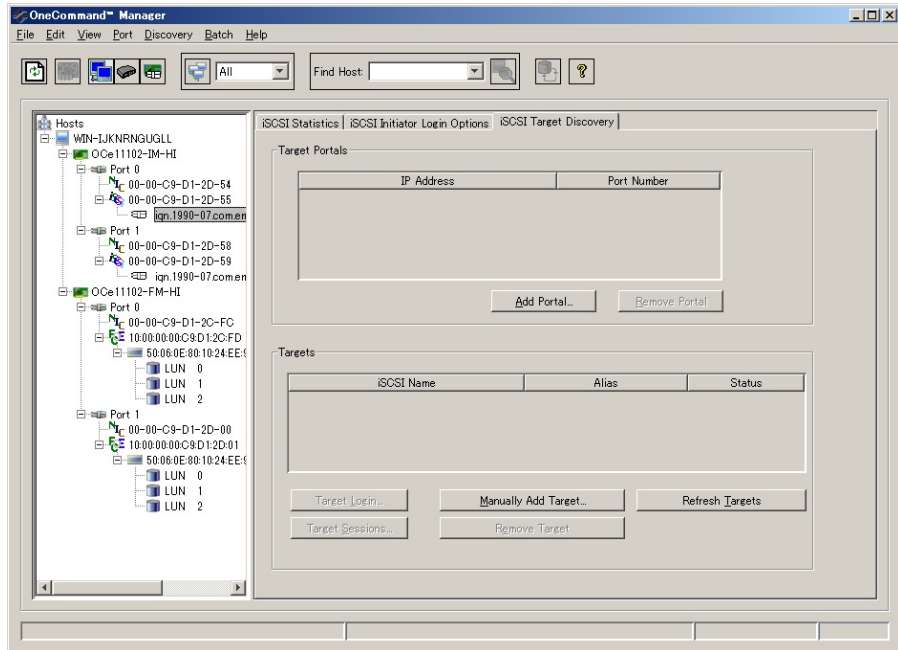 OneCommand™ Manager
File Edit View Port Discovery Batch Help
All
Find Host:
Hosts
WIN-IJKNRNGUGLL
OCe11102-IM-HI
Port 0
00-00-C9-D1-2D-54
00-00-C9-D1-2D-55
iqn.1990-07.com.em
Port 1
00-00-C9-D1-2D-58
00-00-C9-D1-2D-59
iqn.1990-07.com.em
OCe11102-FM-HI
Port 0
00-00-C9-D1-2C-FC
10:00:00:00:C9:D1:2C:FD
50:06:0E:80:10:24:EE:9
LUN 0
LUN 1
LUN 2
Port 1
00-00-C9-D1-2D-00
10:00:00:00:C9:D1:2D:01
50:06:0E:80:10:24:EE:9
LUN 0
LUN 1
LUN 2
iSCSI Statistics iSCSI Initiator Login Options iSCSI Target Discovery
Target Portals
IP Address Port Number
Add Portal... Remove Portal
Targets
iSCSI Name Alias Status
Target Login... Manually Add Target... Refresh Targets
Target Sessions... Remove Target